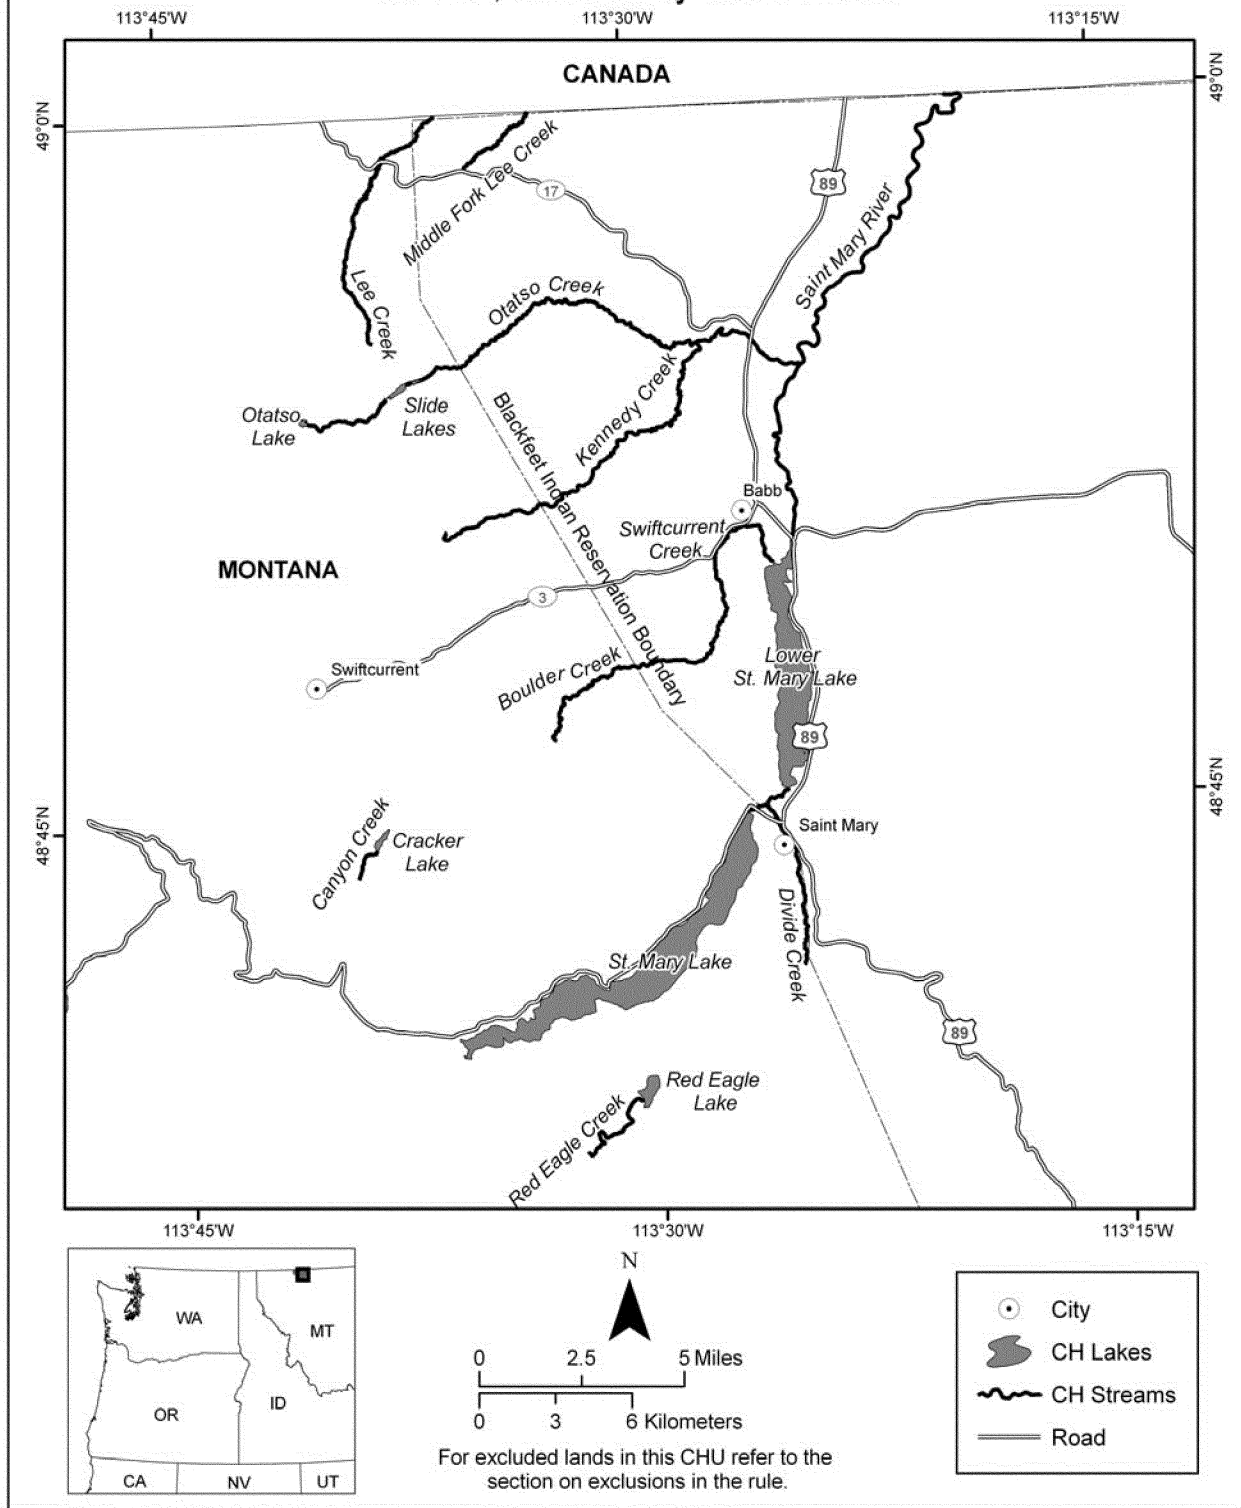 113°45'W
113°30'W
113°15'W
CANADA
49°0'N
49°0'N
Middle Fork Lee Creek
17
89
Saint Mary River
Lee Creek
Otatso Creek
Otatso
Lake
Slide
Lakes
Kennedy Creek
Blackfeet Indian Reservation Boundary
Babb
Swiftcurrent
Creek
MONTANA
3
Swiftcurrent
Boulder Creek
Lower
St. Mary Lake
89
48°45'N
48°45'N
Saint Mary
Canyon Creek
Cracker
Lake
Divide Creek
St. Mary Lake
89
Red Eagle
Lake
Red Eagle Creek
113°45'W
113°30'W
113°15'W
WA
MT
OR
ID
CA
NV
UT
N
0
2.5
5 Miles
0
3
6 Kilometers
For excluded lands in this CHU refer to the
section on exclusions in the rule.
City
CH Lakes
CH Streams
Road